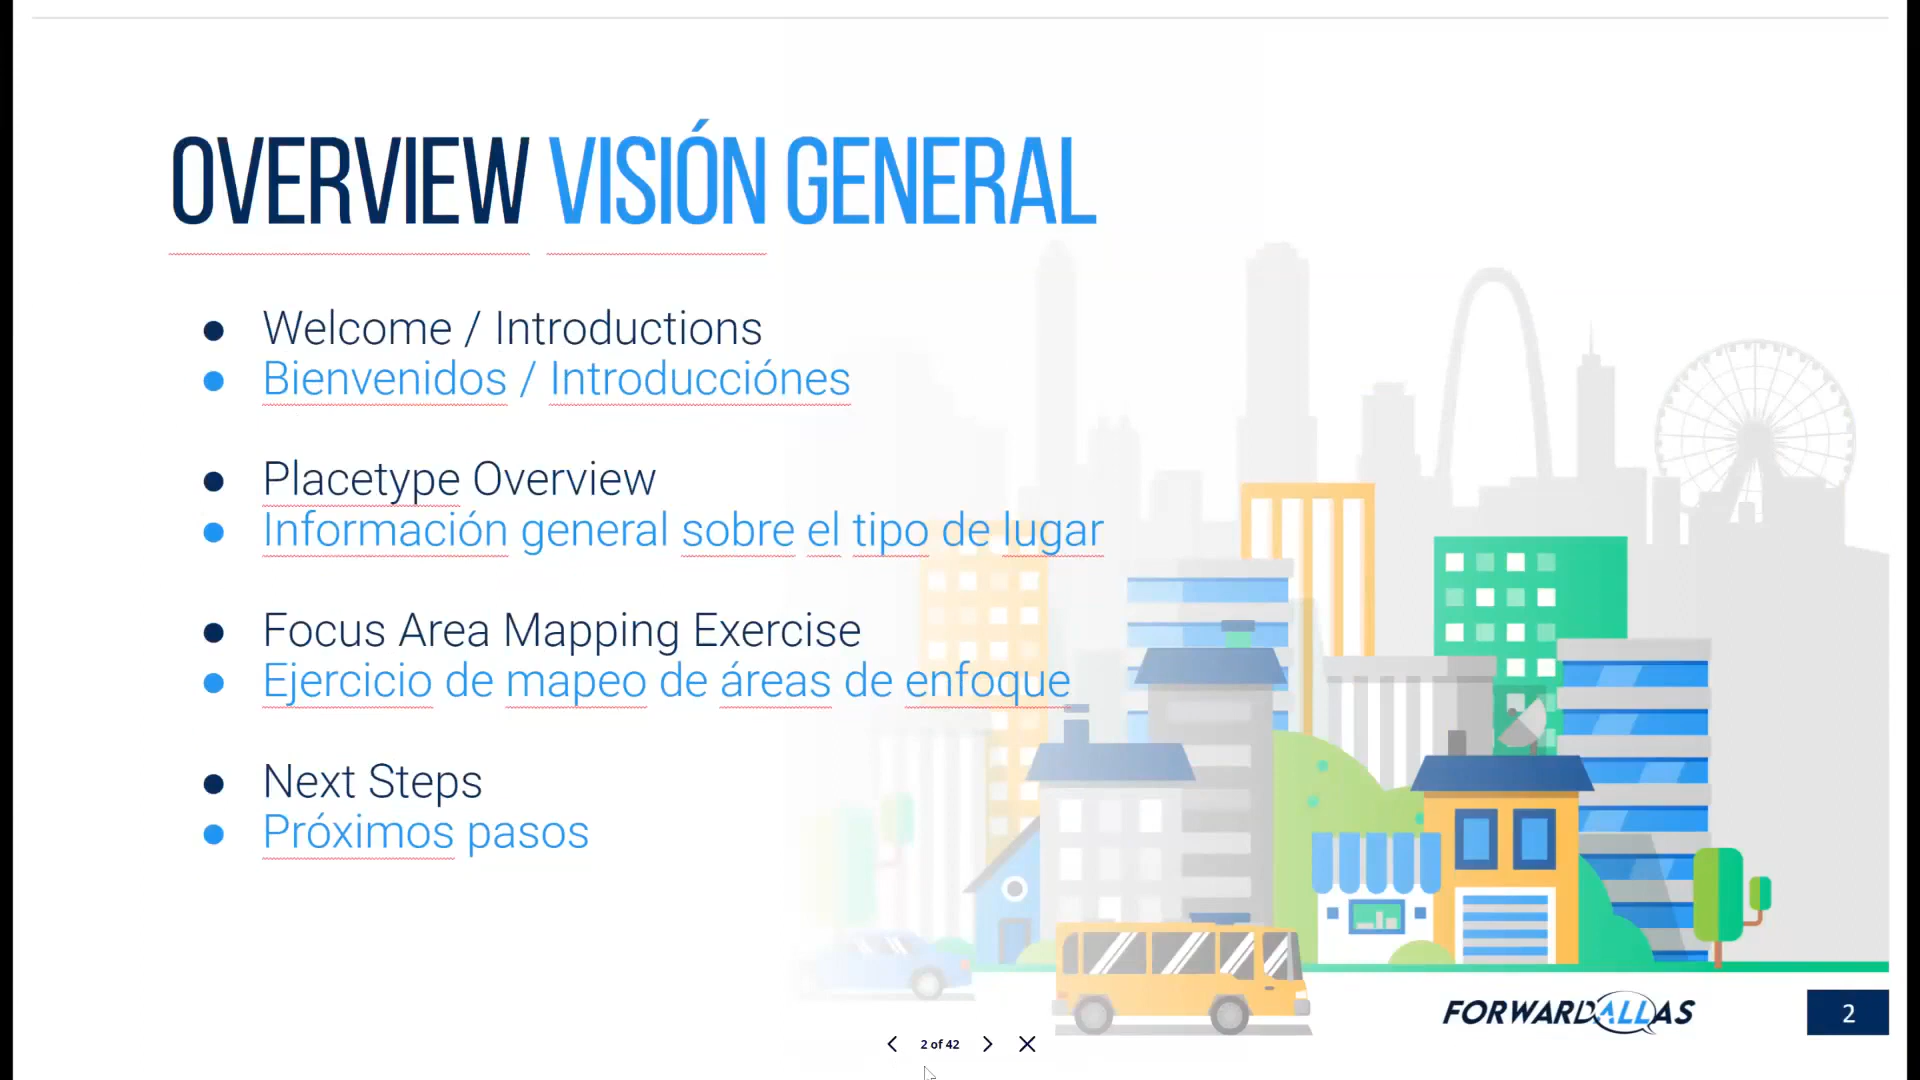 OVERVIEW VISIÓN GENERAL
Welcome / Introductions
Bienvenidos / Introducciónes
Placetype Overview
Información general sobre el tipo de lugar
Focus Area Mapping Exercise
Ejercicio de mapeo de áreas de enfoque
Next Steps
Próximos pasos
FORWARDALLAS
2
2 of 42